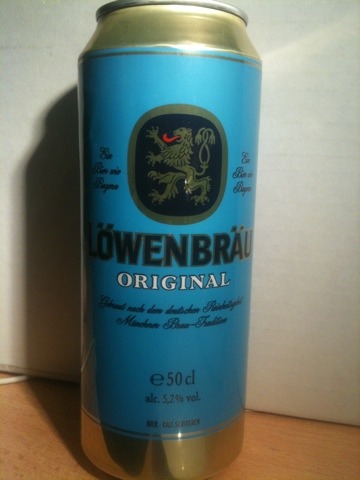 Ein
Bier wie
Bayern
Ein
Bier wie
Bayern
LÖWENBRÄU
ORIGINAL
Gebraut nach dem deutschen Reinheitsgebot
Münchner Brau-Tradition
℮50 cl
alc. 5,2% vol.
BIER